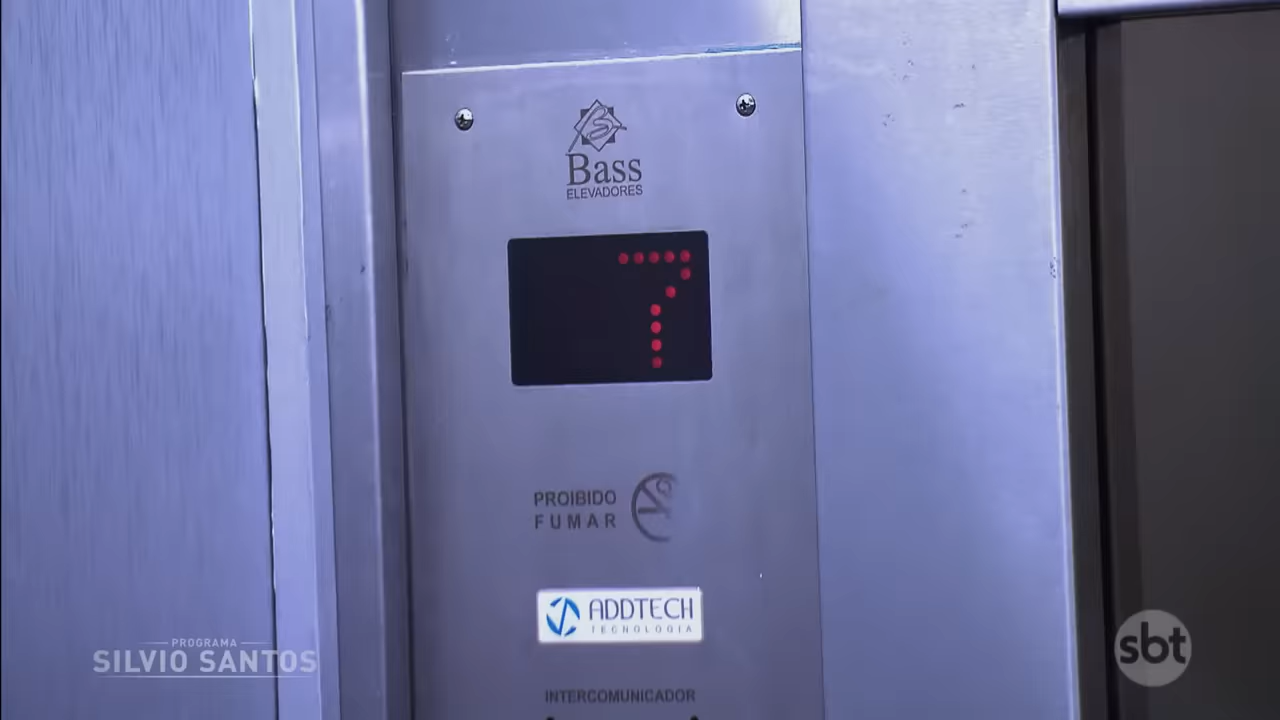 Bass
ELEVADORES
7
PROIBIDO
FUMAR
ADDTECH
TECNOLOGIA
INTERCOMUNICADOR
PROGRAMA
SILVIO SANTOS
sbt